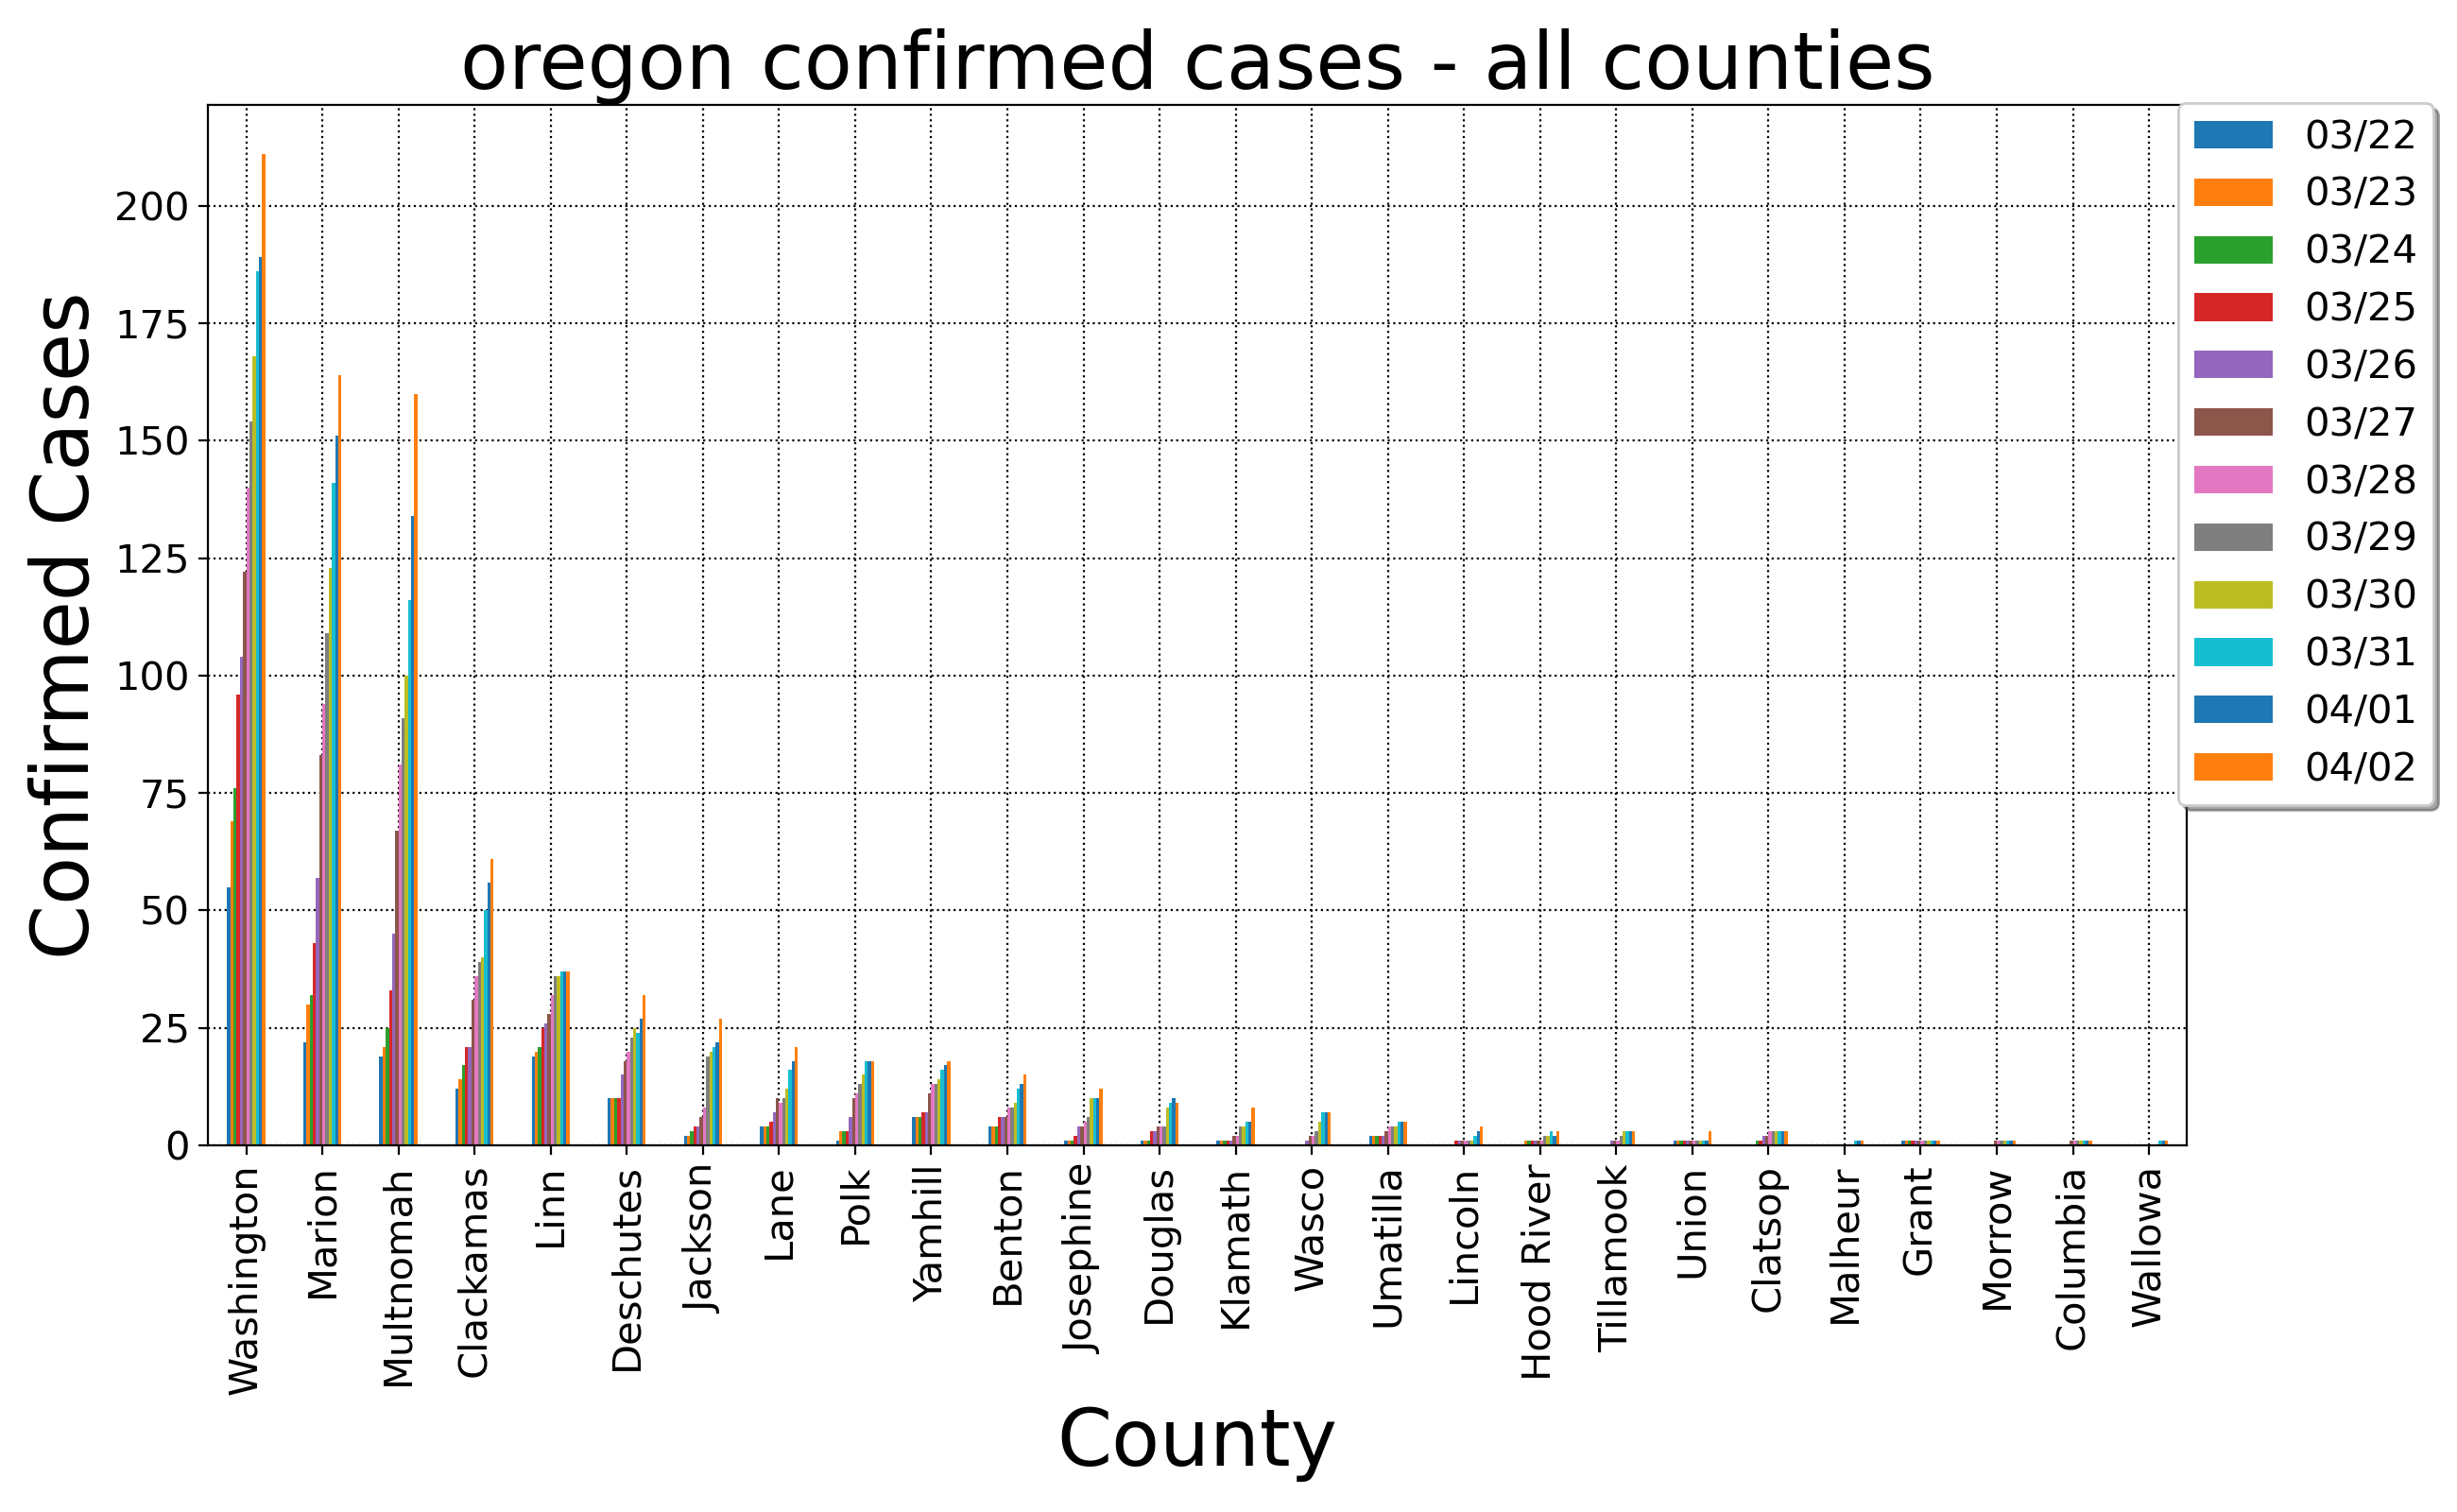 oregon confirmed cases - all counties
Confirmed Cases
200
175
150
125
100
75
50
25
0
03/22
03/23
03/24
03/25
03/26
03/27
03/28
03/29
03/30
03/31
04/01
04/02
Washington
Marion
Multnomah
Clackamas
Linn
Deschutes
Jackson
Lane
Polk
Yamhill
Benton
Josephine
Douglas
Klamath
Wasco
Umatilla
Lincoln
Hood River
Tillamook
Union
Clatsop
Malheur
Grant
Morrow
Columbia
Wallowa
County